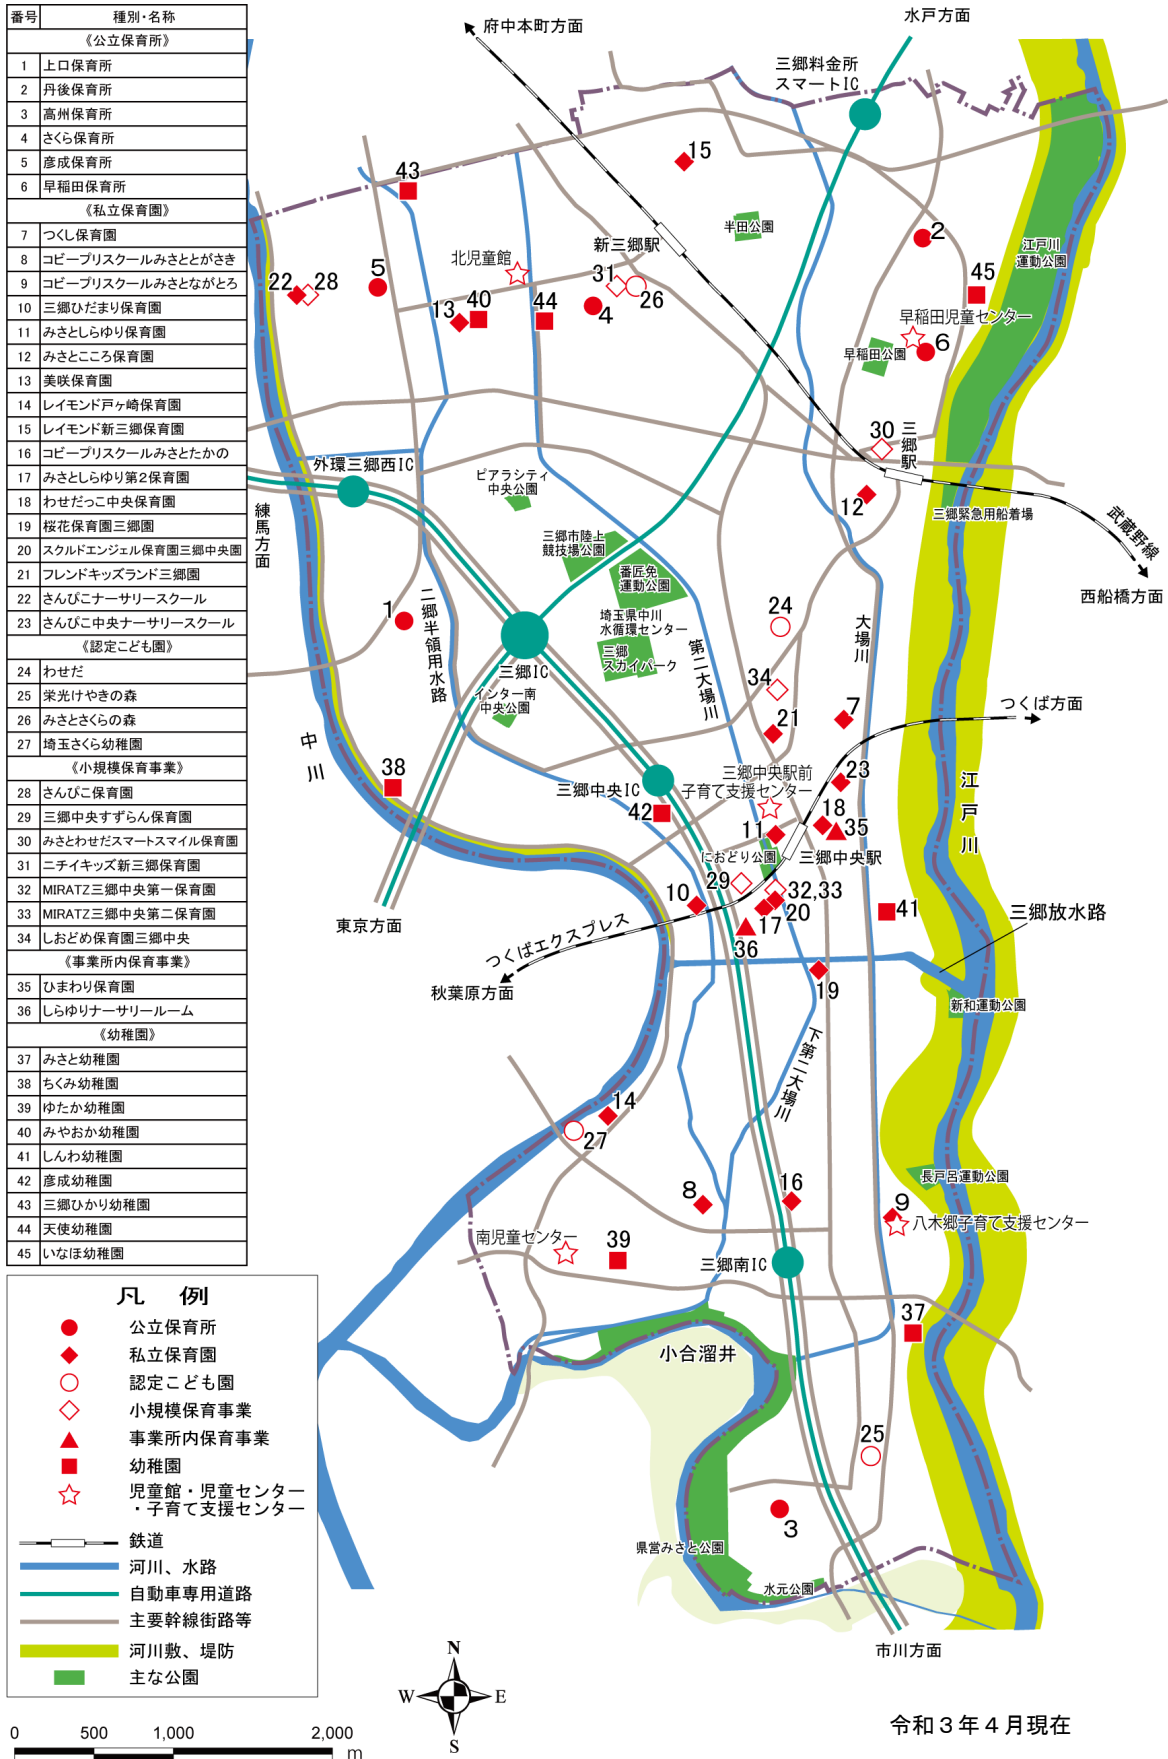 番号 種別・名称
《公立保育所》
1 上口保育所
2 丹後保育所
3 高州保育所
4 さくら保育所
5 彦成保育所
6 早稲田保育所
《私立保育園》
7 つくし保育園
8 コビープリスクールみさととがさき
9 コビープリスクールみさとながとろ
10 三郷ひだまり保育園
11 みさとしらゆり保育園
12 みさとこころ保育園
13 美咲保育園
14 レイモンド戸ヶ崎保育園
15 レイモンド新三郷保育園
16 コビープリスクールみさとたかの
17 みさとしらゆり第2保育園
18 わせだっこ中央保育園
19 桜花保育園三郷園
20 スクルドエンジェル保育園三郷中央園
21 フレンドキッズランド三郷園
22 さんぴこナーサリースクール
23 さんぴこ中央ナーサリースクール
《認定こども園》
24 わせだ
25 栄光けやきの森
26 みさとさくらの森
27 埼玉さくら幼稚園
《小規模保育事業》
28 さんぴこ保育園
29 三郷中央すずらん保育園
30 みさとわせだスマートスマイル保育園
31 ニチイキッズ新三郷保育園
32 MIRATZ三郷中央第一保育園
33 MIRATZ三郷中央第二保育園
34 しおどめ保育園三郷中央
《事業所内保育事業》
35 ひまわり保育園
36 しらゆりナーサリールーム
《幼稚園》
37 みさと幼稚園
38 ちくみ幼稚園
39 ゆたか幼稚園
40 みやおか幼稚園
41 しんわ幼稚園
42 彦成幼稚園
43 三郷ひかり幼稚園
44 天使幼稚園
45 いなほ幼稚園
凡 例
公立保育所
私立保育園
認定こども園
小規模保育事業
事業所内保育事業
幼稚園
児童館・児童センター
・子育て支援センター
鉄道
河川、水路
自動車専用道路
主要幹線街路等
河川敷、堤防
主な公園
0 500 1,000 2,000
m
N
W E
S
令和3年4月現在
府中本町方面
水戸方面
三郷料金所
スマートIC
15
43
半田公園
2
江戸川
運動公園
新三郷駅
北児童館
31
26
4
22
28
5
13
40
44
45
早稲田児童センター
6
早稲田公園
30
三郷駅
12
三郷緊急用船着場
武蔵野線
西船橋方面
外環三郷西IC
練馬方面
ピアラシティ
中央公園
三郷市陸上
競技場公園
番匠免
運動公園
埼玉県中川
水循環センター
三郷
スカイパーク
1
二郷半領用水路
三郷IC
インター南
中央公園
第二大場川
24
大場川
34
21
7
つくば方面
中川
38
三郷中央IC
42
三郷中央駅前
子育て支援センター
23
18
35
11
三郷中央駅
におどり公園
29
32,33
10
20
17
36
41
江戸川
三郷放水路
東京方面
つくばエクスプレス
秋葉原方面
19
新和運動公園
下第二大場川
14
27
8
16
長戸呂運動公園
9
八木郷子育て支援センター
南児童センター
39
三郷南IC
37
小合溜井
25
3
県営みさと公園
水元公園
市川方面